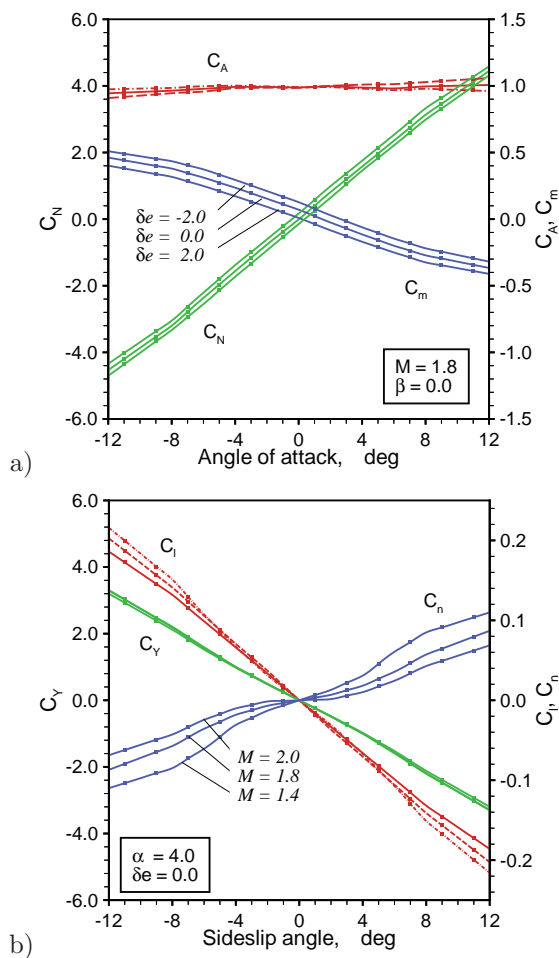 6.0
4.0
2.0
0.0
-2.0
-4.0
-6.0
C_N
1.5
1.0
0.5
0.0
-0.5
-1.0
-1.5
C_A, C_m
C_A
δe = -2.0
δe = 0.0
δe = 2.0
C_m
C_N
M = 1.8
β = 0.0
-12 -8 -4 0 4 8 12
Angle of attack, deg
a)
6.0
4.0
2.0
0.0
-2.0
-4.0
-6.0
C_Y
0.2
0.1
0.0
-0.1
-0.2
C_l, C_n
C_l
C_n
C_Y
M = 2.0
M = 1.8
M = 1.4
α = 4.0
δe = 0.0
-12 -8 -4 0 4 8 12
Sideslip angle, deg
b)